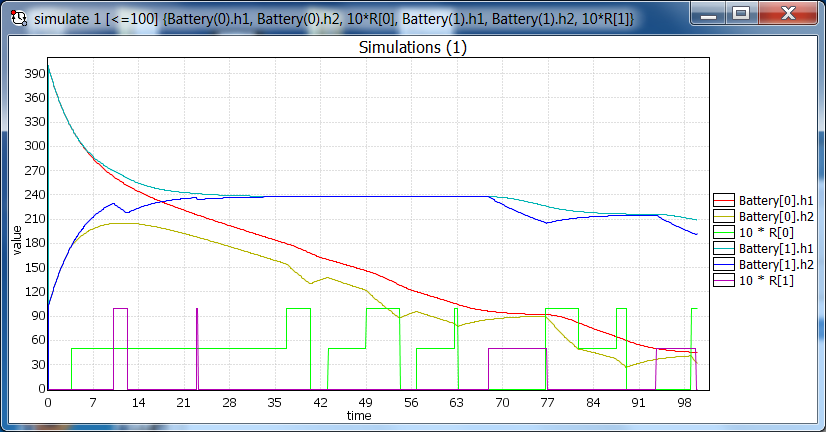 simulate 1 [<=100] {Battery(0).h1, Battery(0).h2, 10*R[0], Battery(1).h1, Battery(1).h2, 10*R[1]}
Simulations (1)
value
390
360
330
300
270
240
210
180
150
120
90
60
30
0
0 7 14 21 28 35 42 49 56 63 70 77 84 91 98
time
Battery[0].h1
Battery[0].h2
10 * R[0]
Battery[1].h1
Battery[1].h2
10 * R[1]